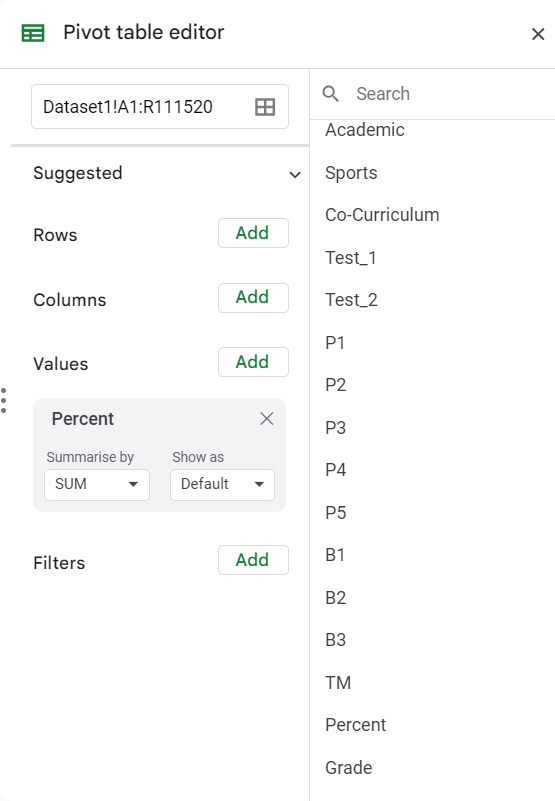 Pivot table editor
Dataset1!A1:R111520
Suggested
Rows Add
Columns Add
Values Add
Percent
Summarise by Show as
SUM Default
Filters Add
Search
Academic
Sports
Co-Curriculum
Test_1
Test_2
P1
P2
P3
P4
P5
B1
B2
B3
TM
Percent
Grade